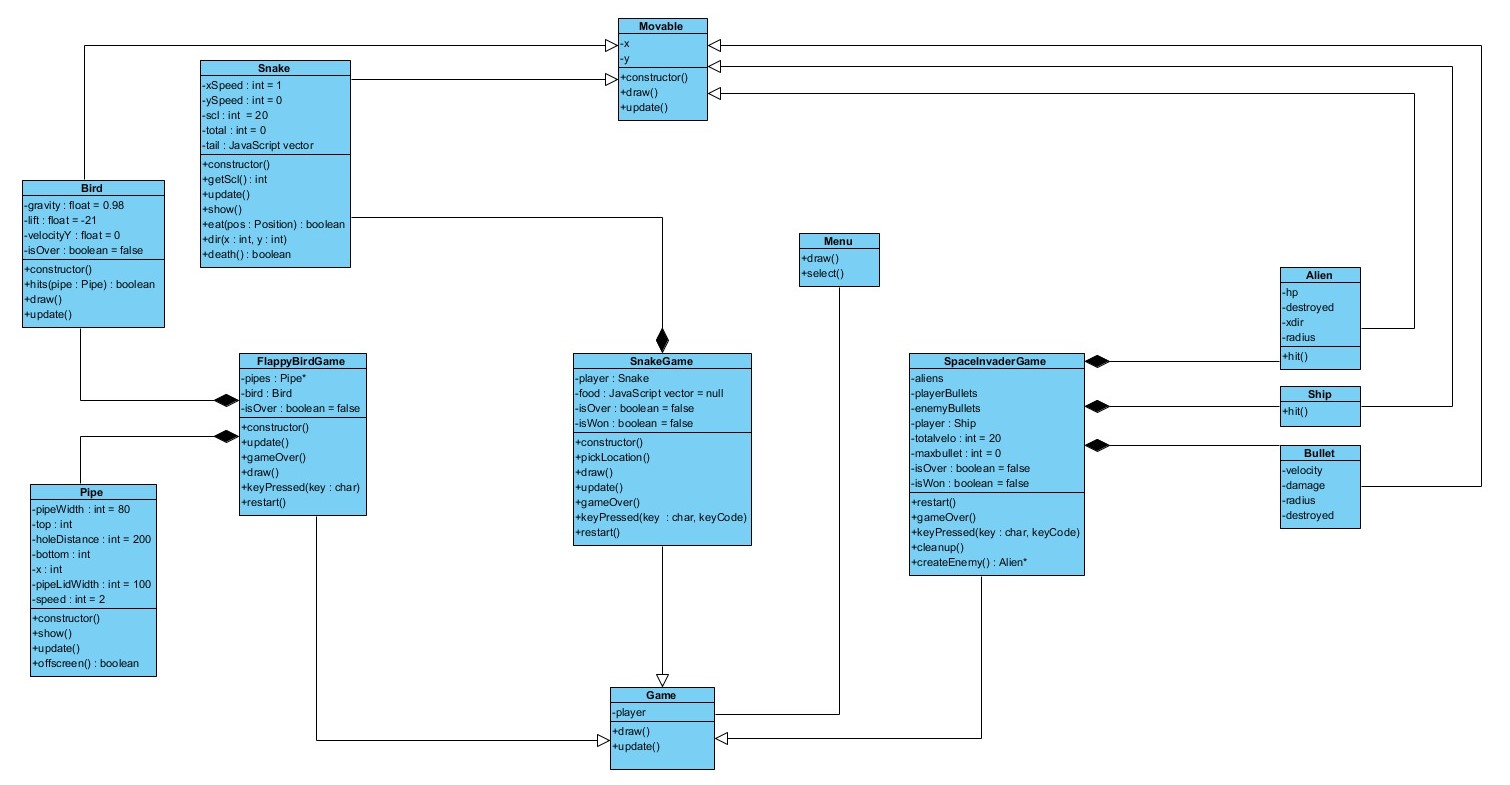 Movable
-x
-y
+constructor()
+draw()
+update()
Snake
-xSpeed : int = 1
-ySpeed : int = 0
-scl : int = 20
-total : int = 0
-tail : JavaScript vector
+constructor()
+getScl() : int
+update()
+show()
+eat(pos : Position) : boolean
+dir(x : int, y : int)
+death() : boolean
Bird
-gravity : float = 0.98
-lift : float = -21
-velocityY : float = 0
-isOver : boolean = false
+constructor()
+hits(pipe : Pipe) : boolean
+draw()
+update()
Menu
+draw()
+select()
Alien
-hp
-destroyed
-xdir
-radius
+hit()
FlappyBirdGame
-pipes : Pipe*
-bird : Bird
-isOver : boolean = false
+constructor()
+update()
+gameOver()
+draw()
+keyPressed(key : char)
+restart()
SnakeGame
-player : Snake
-food : JavaScript vector = null
-isOver : boolean = false
-isWon : boolean = false
+constructor()
+pickLocation()
+draw()
+update()
+gameOver()
+keyPressed(key : char, keyCode)
+restart()
SpaceInvaderGame
-aliens
-playerBullets
-enemyBullets
-player : Ship
-totalvelo : int = 20
-maxbullet : int = 0
-isOver : boolean = false
-isWon : boolean = false
+restart()
+gameOver()
+keyPressed(key : char, keyCode)
+cleanup()
+createEnemy() : Alien*
Ship
+hit()
Bullet
-velocity
-damage
-radius
-destroyed
Pipe
-pipeWidth : int = 80
-top : int
-holeDistance : int = 200
-bottom : int
-x : int
-pipeLidWidth : int = 100
-speed : int = 2
+constructor()
+show()
+update()
+offscreen() : boolean
Game
-player
+draw()
+update()